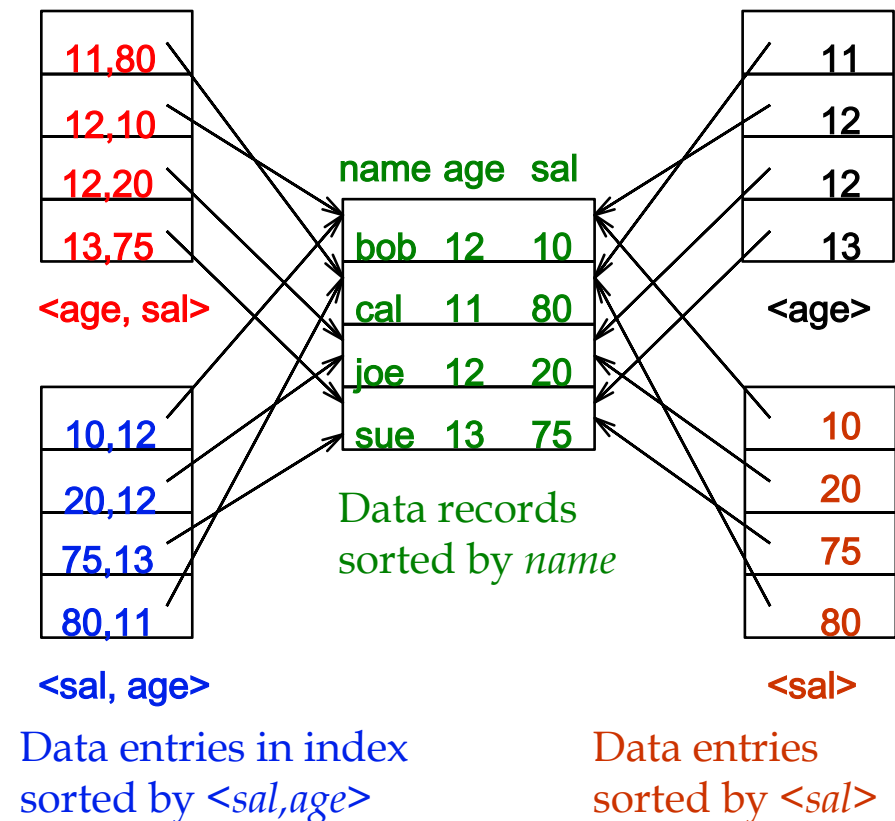 11,80
12,10
12,20
13,75
<age, sal>
10,12
20,12
75,13
80,11
<sal, age>
Data entries in index
sorted by <sal,age>
name age sal
bob 12 10
cal 11 80
joe 12 20
sue 13 75
Data records
sorted by name
11
12
12
13
<age>
10
20
75
80
<sal>
Data entries
sorted by <sal>